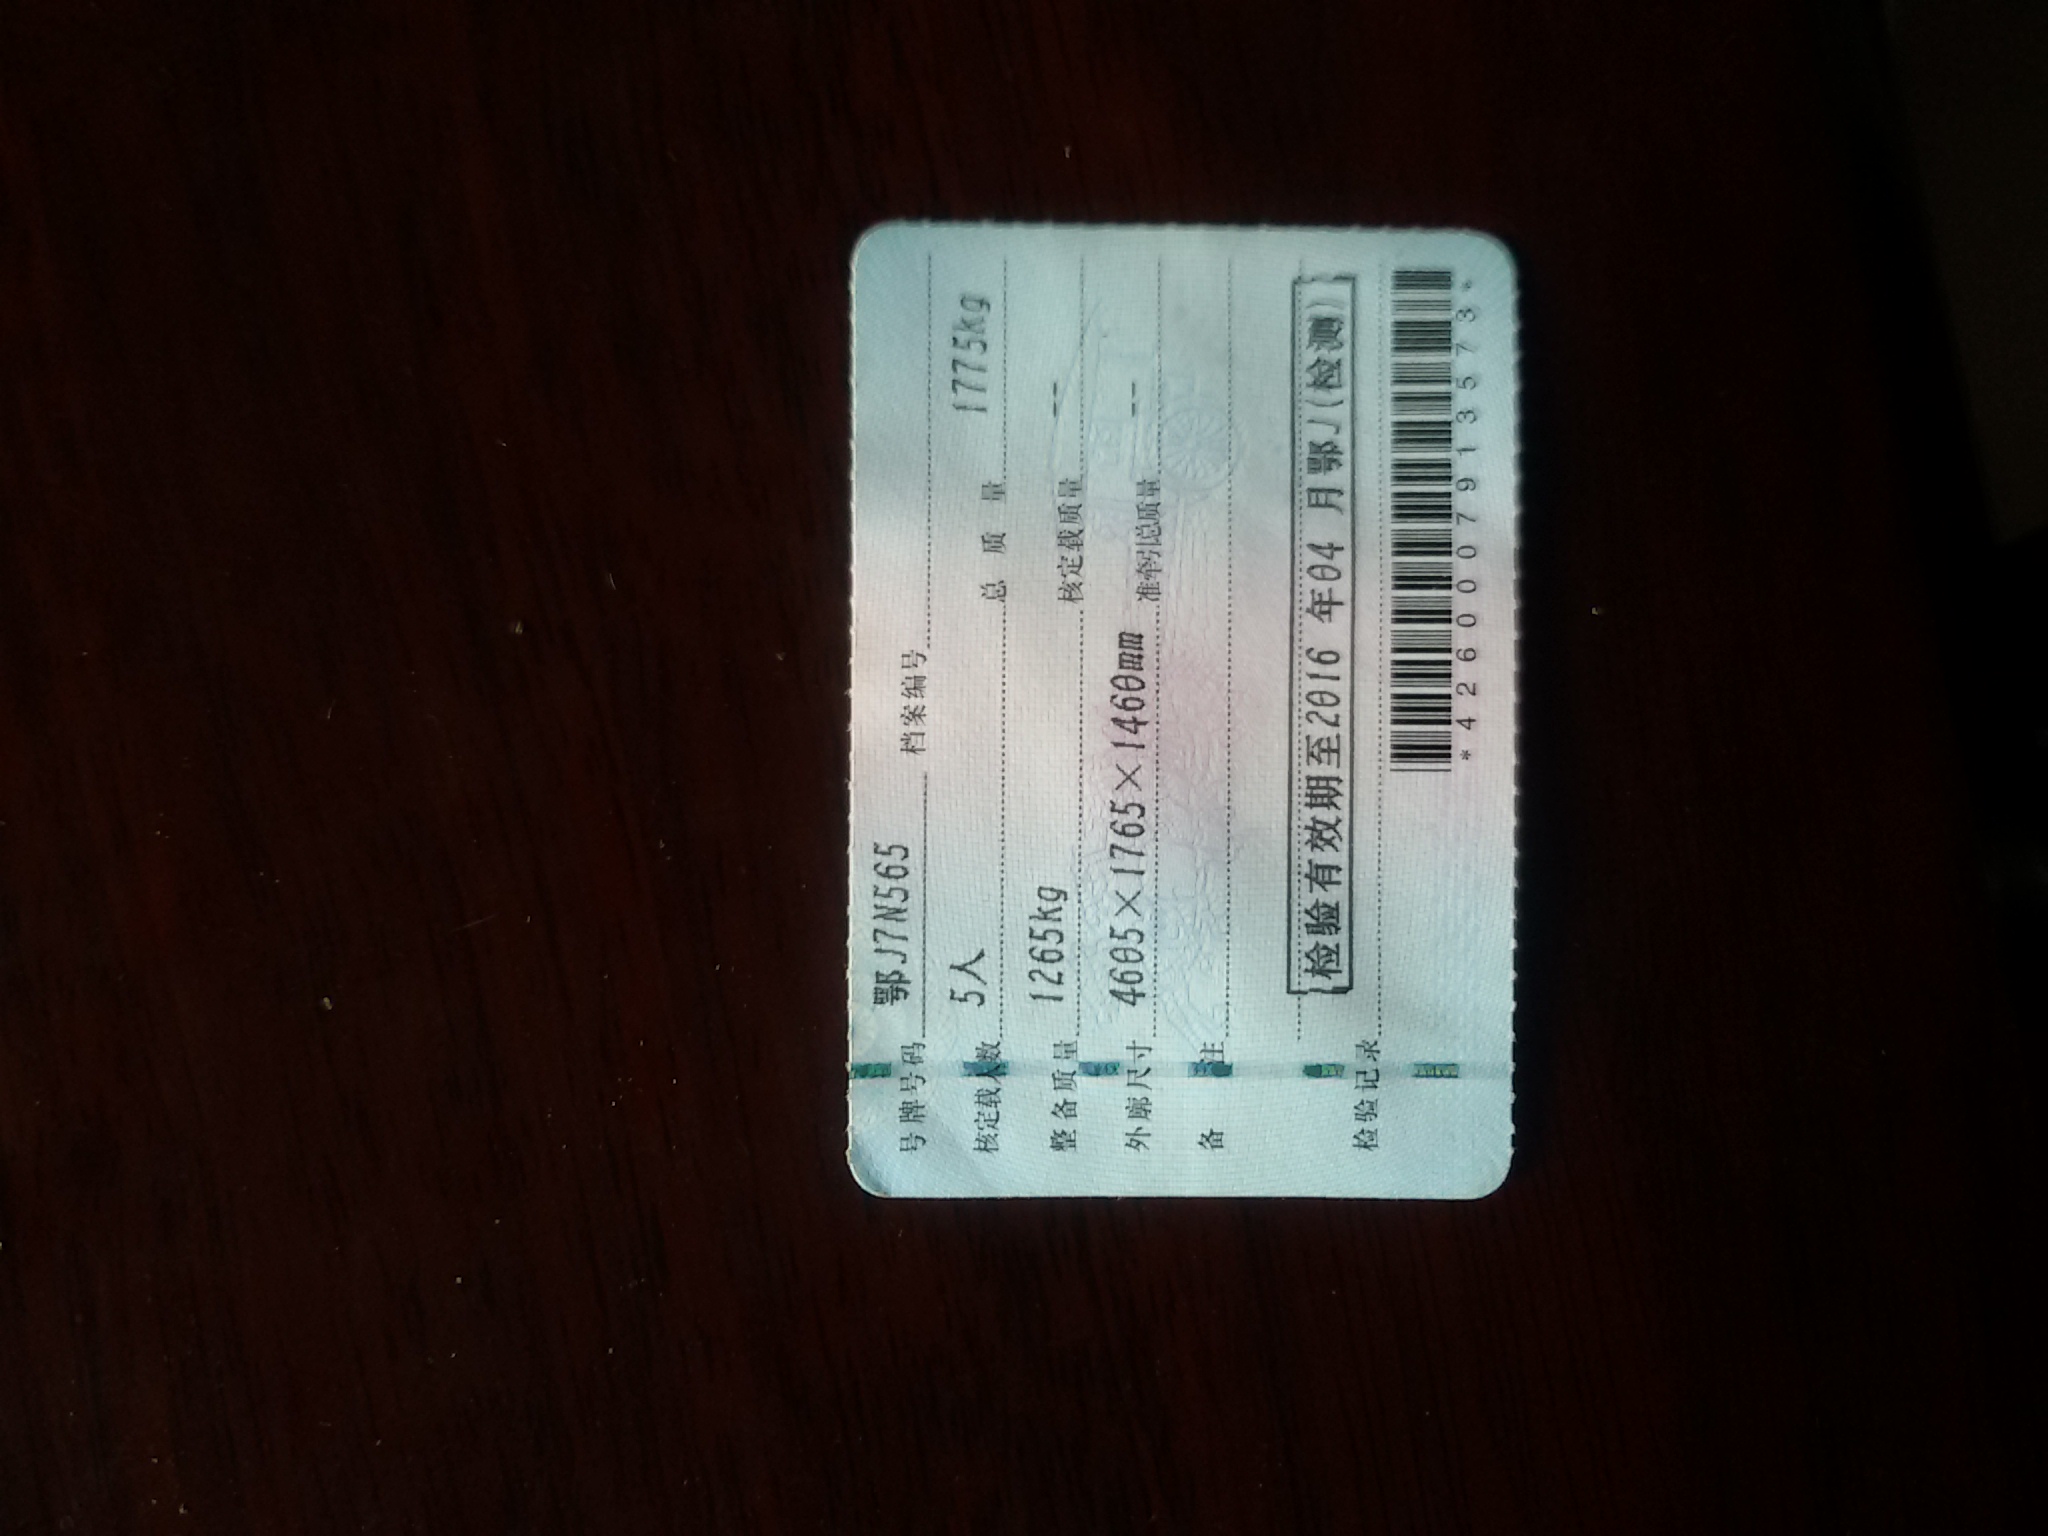 号牌号码 鄂J7N565 档案编号
核定载人数 5人 总质量 1775kg
整备质量 1265kg 核定载质量 --
外廓尺寸 4605×1765×1460mm 准牵引总质量 --
备注
检验有效期至2016年04月鄂J(检测)
检验记录
*4260007913573*